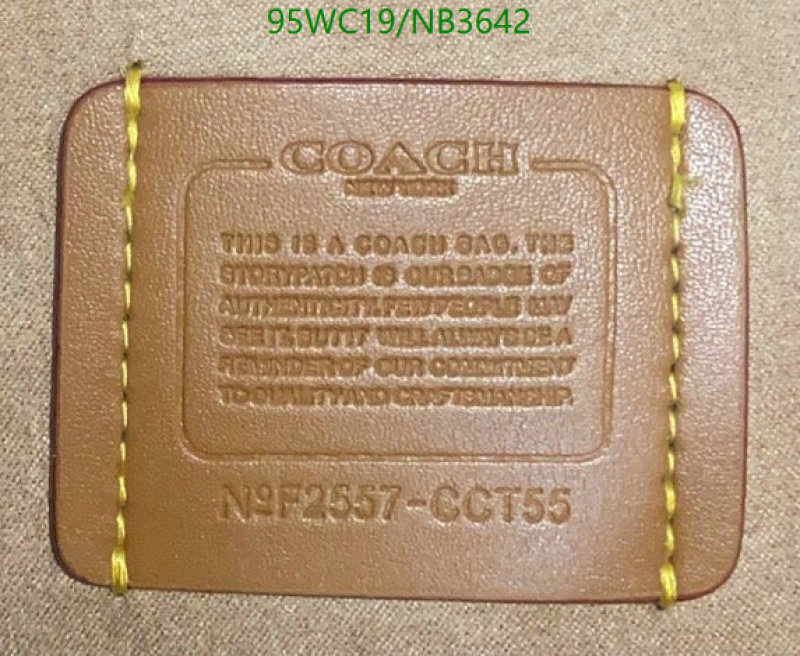 95WC19/NB3642
COACH
NEW YORK
THIS IS A COACH BAG. THE
STORYPATCH IS OUR BADGE OF
AUTHENTICITY. FEW PEOPLE MAY
SEE IT, BUT IT WILL ALWAYS BE A
REMINDER OF OUR COMMITMENT
TO QUALITY AND CRAFTSMANSHIP.
NºF2557-CCT55